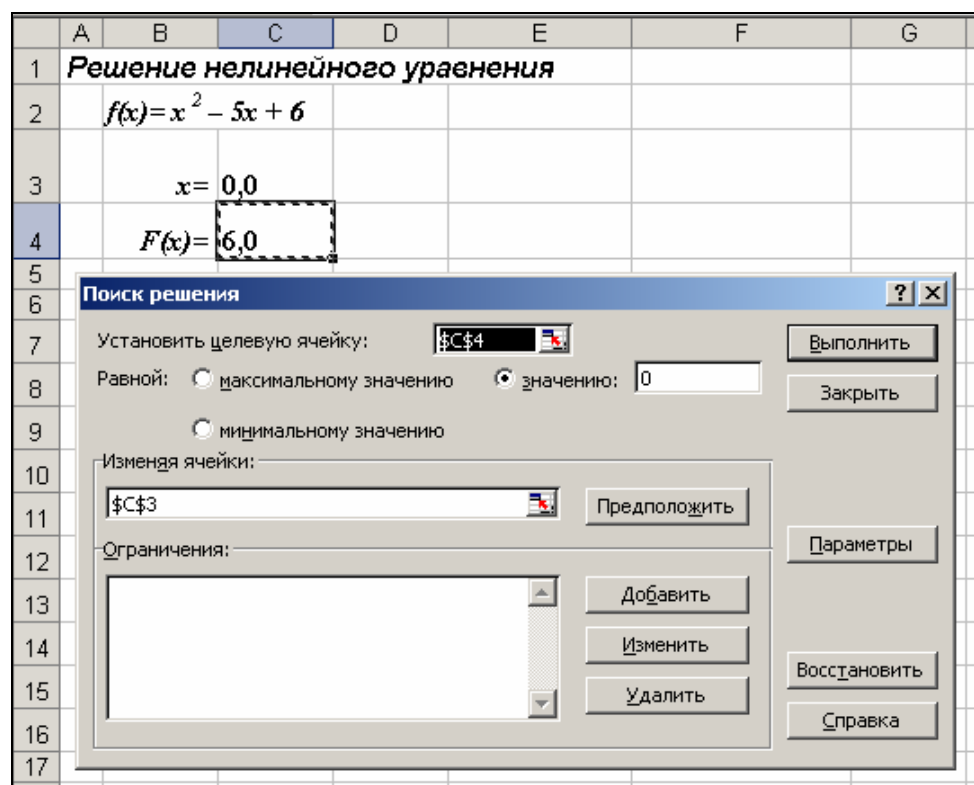 A B C D E F G
1 Решение нелинейного уравнения
2 f(x)= x 2 – 5x + 6
3 x= 0,0
4 F(x)= 6,0
5
6 Поиск решения ? ×
7 Установить целевую ячейку: $C$4 Выполнить
8 Равной: максимальному значению значению: 0 Закрыть
9 минимальному значению
10 Изменяя ячейки:
11 $C$3 Предположить
12 Ограничения: Параметры
13 Добавить
14 Изменить
15 Удалить Восстановить
16 Справка
17